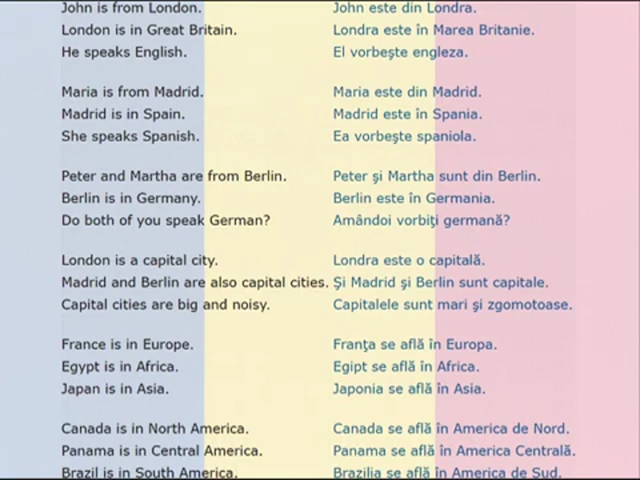 John is from London. John este din Londra.
London is in Great Britain. Londra este în Marea Britanie.
He speaks English. El vorbeşte engleza.
Maria is from Madrid. Maria este din Madrid.
Madrid is in Spain. Madrid este în Spania.
She speaks Spanish. Ea vorbeşte spaniola.
Peter and Martha are from Berlin. Peter şi Martha sunt din Berlin.
Berlin is in Germany. Berlin este în Germania.
Do both of you speak German? Amândoi vorbiţi germană?
London is a capital city. Londra este o capitală.
Madrid and Berlin are also capital cities. Şi Madrid şi Berlin sunt capitale.
Capital cities are big and noisy. Capitalele sunt mari şi zgomotoase.
France is in Europe. Franţa se află în Europa.
Egypt is in Africa. Egipt se află în Africa.
Japan is in Asia. Japonia se află în Asia.
Canada is in North America. Canada se află în America de Nord.
Panama is in Central America. Panama se află în America Centrală.
Brazil is in South America. Brazilia se află în America de Sud.